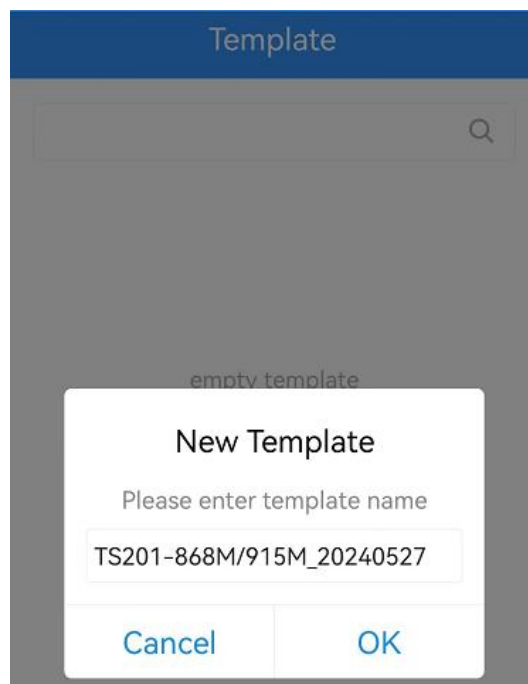 Template
empty template
New Template
Please enter template name
TS201-868M/915M_20240527
Cancel
OK